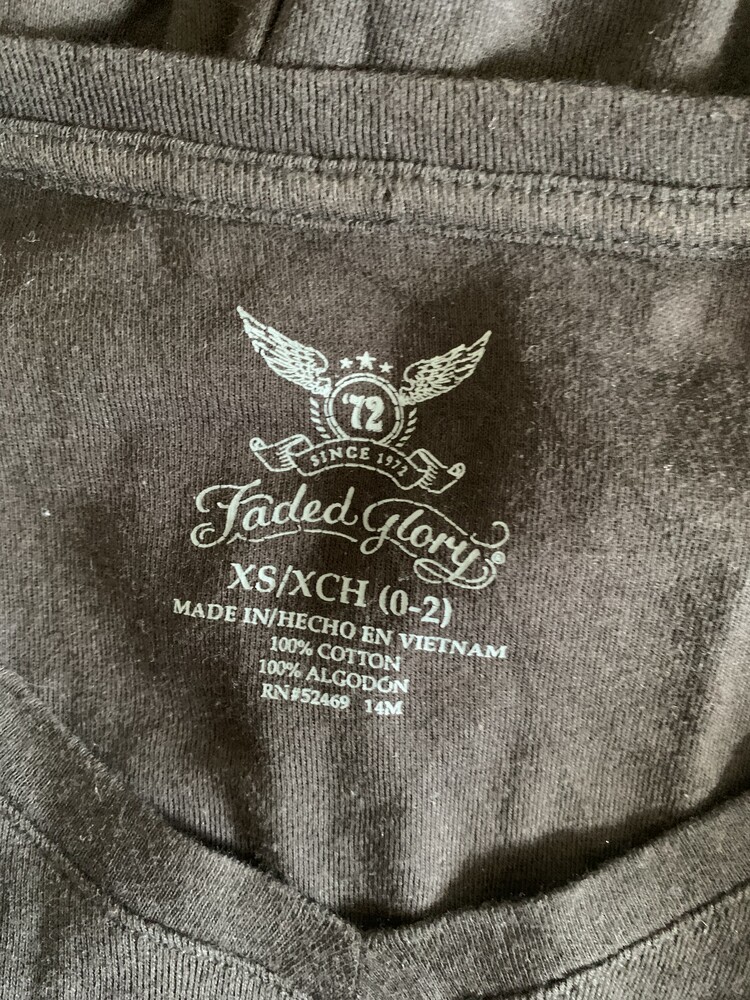 '72
SINCE 1972
Faded Glory®
XS/XCH (0-2)
MADE IN/HECHO EN VIETNAM
100% COTTON
100% ALGODÓN
RN#52469 14M